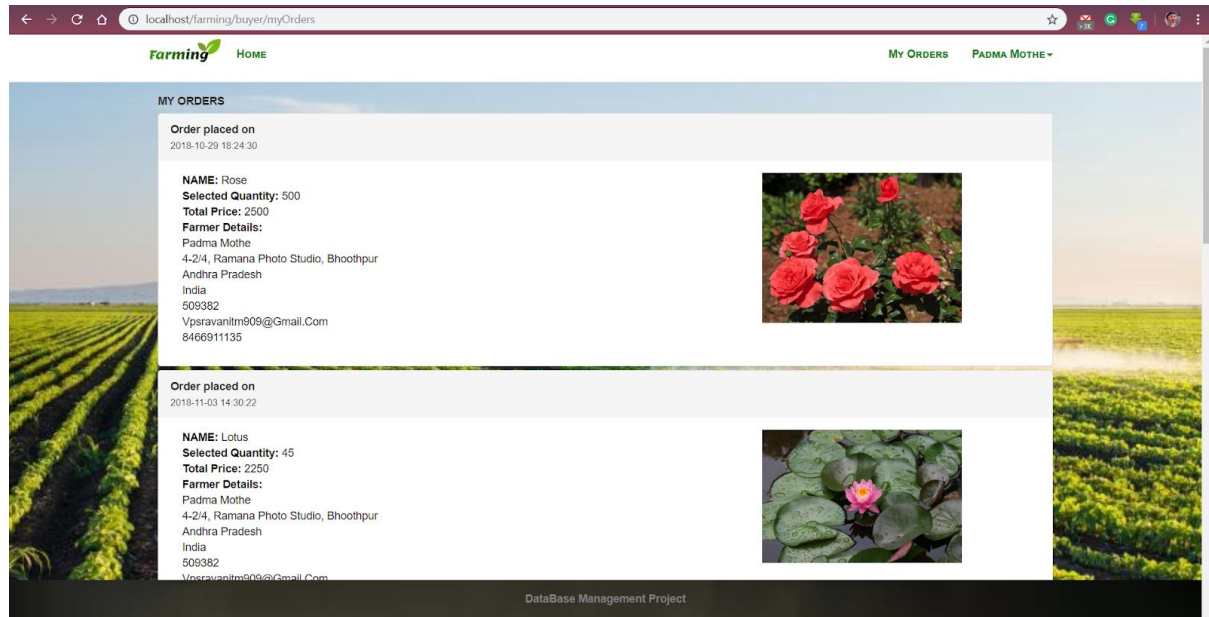 localhost/farming/buyer/myOrders
Farming
HOME
MY ORDERS
PADMA MOTHE
MY ORDERS
Order placed on
2018-10-29 18:24:30
NAME: Rose
Selected Quantity: 500
Total Price: 2500
Farmer Details:
Padma Mothe
4-2/4, Ramana Photo Studio, Bhoothpur
Andhra Pradesh
India
509382
Vpsravanitm909@Gmail.Com
8466911135
Order placed on
2018-11-03 14:30:22
NAME: Lotus
Selected Quantity: 45
Total Price: 2250
Farmer Details:
Padma Mothe
4-2/4, Ramana Photo Studio, Bhoothpur
Andhra Pradesh
India
509382
Vpsravanitm909@Gmail.Com
DataBase Management Project